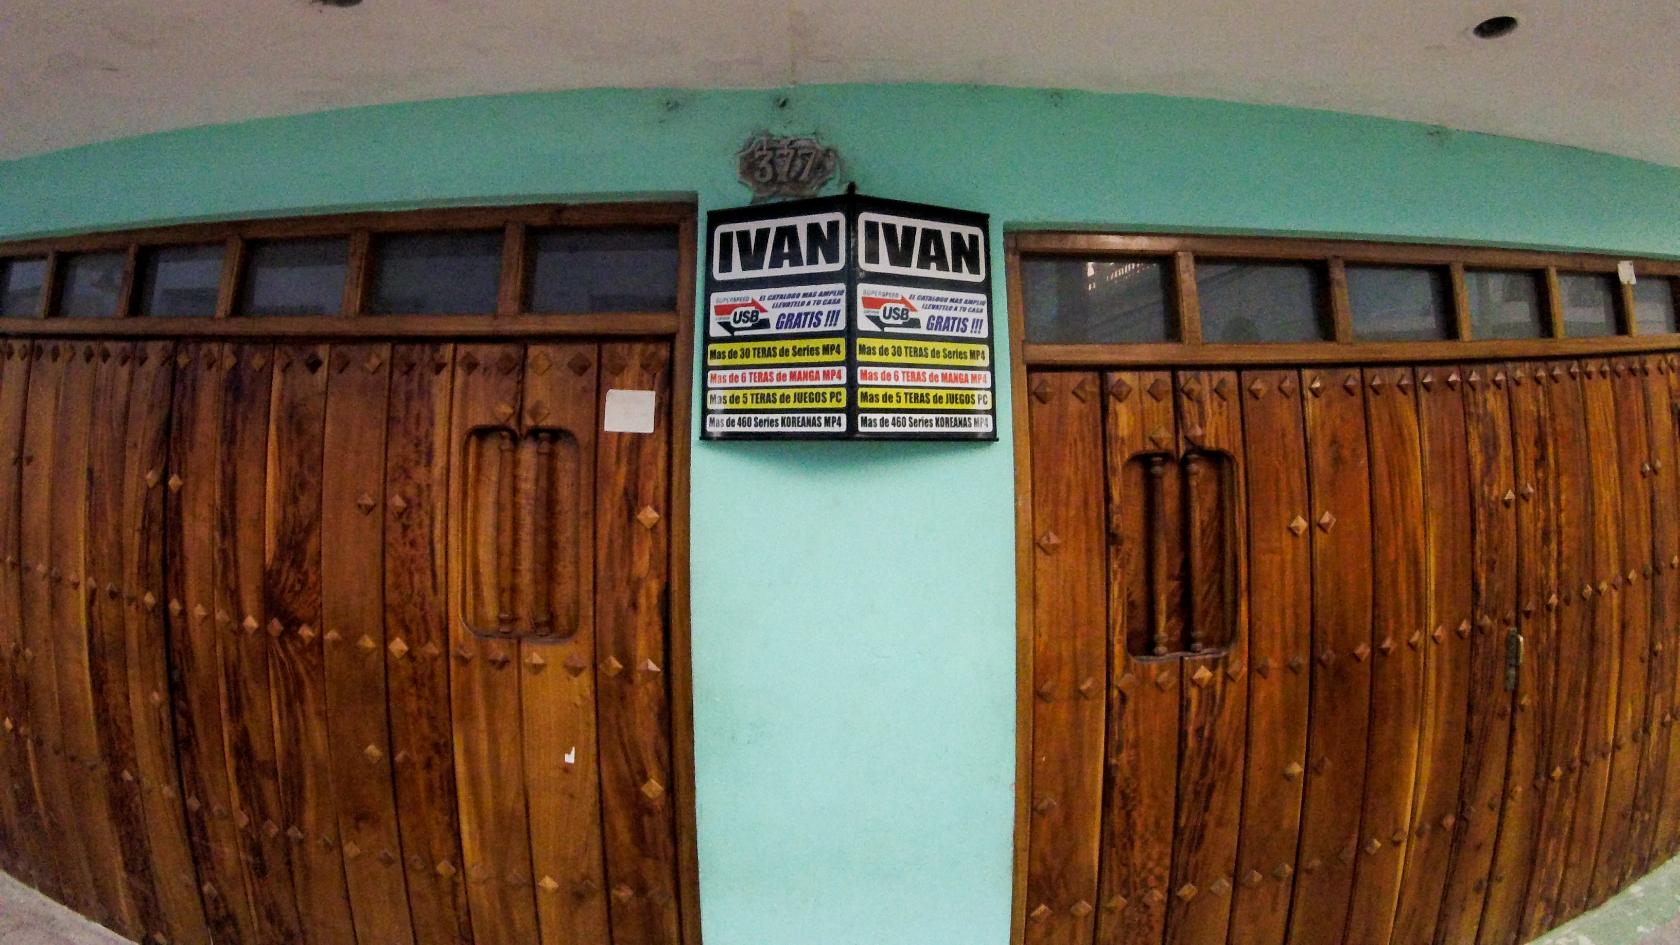 377
IVAN
SUPERSPEED
USB
EL CATALOGO MAS AMPLIO
LLEVATELO A TU CASA
GRATIS !!!
Mas de 30 TERAS de Series MP4
Mas de 6 TERAS de MANGA MP4
Mas de 5 TERAS de JUEGOS PC
Mas de 460 Series KOREANAS MP4
IVAN
SUPERSPEED
USB
EL CATALOGO MAS AMPLIO
LLEVATELO A TU CASA
GRATIS !!!
Mas de 30 TERAS de Series MP4
Mas de 6 TERAS de MANGA MP4
Mas de 5 TERAS de JUEGOS PC
Mas de 460 Series KOREANAS MP4